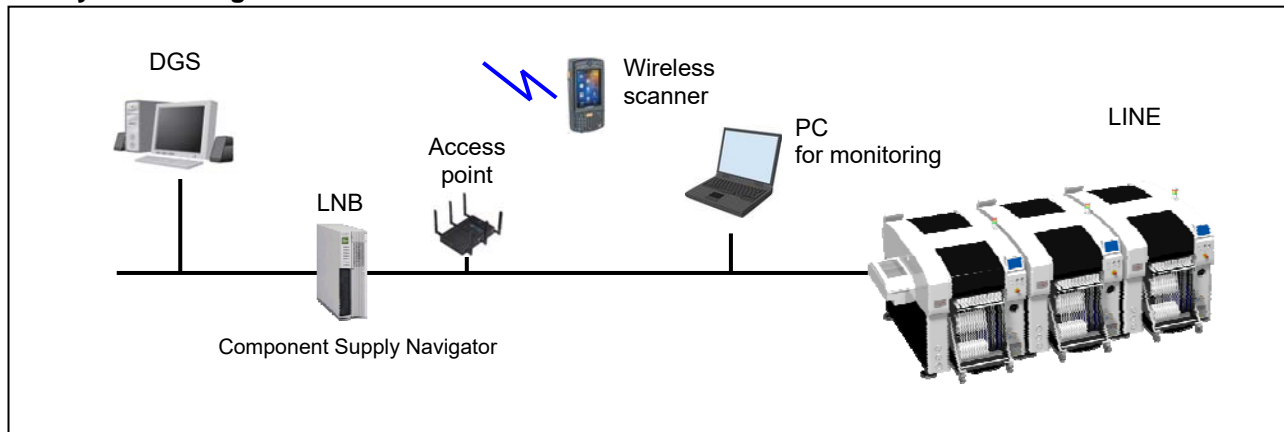 DGS
Wireless
scanner
LINE
PC
for monitoring
Access
point
LNB
Component Supply Navigator